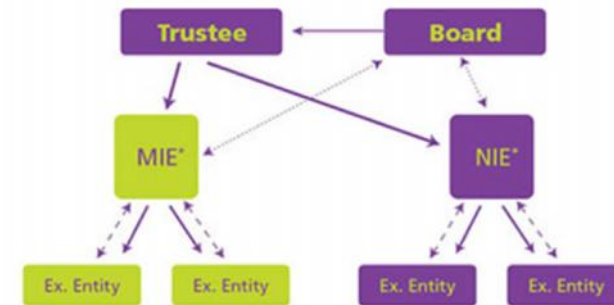 Trustee
Board
MIE*
NIE*
Ex. Entity
Ex. Entity
Ex. Entity
Ex. Entity